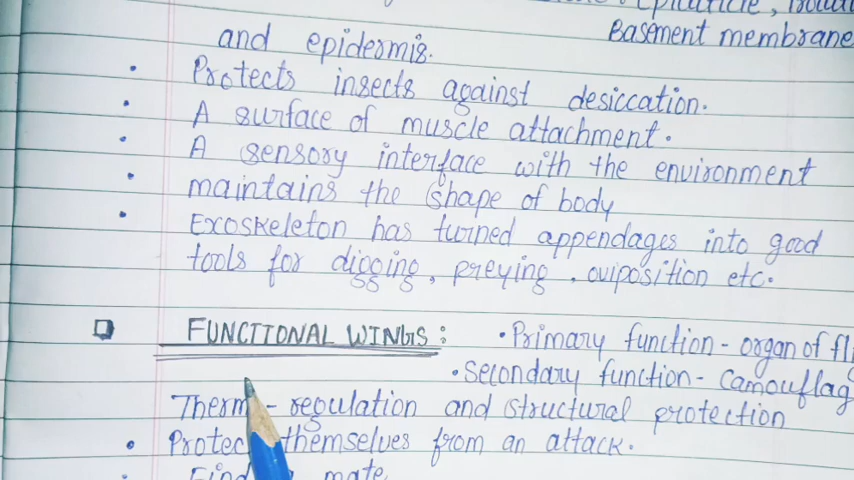 Basement membrane
and epidermis.
• Protects insects against desiccation.
• A surface of muscle attachment.
• A sensory interface with the environment
• maintains the shape of body
• Exoskeleton has turned appendages into good
tools for digging, preying, oviposition etc.
FUNCTIONAL WINGS : • Primary function - organ of
• Secondary function - Camouflag
Therm - regulation and structural protection
• Protec themselves from an attack.
• Find mate